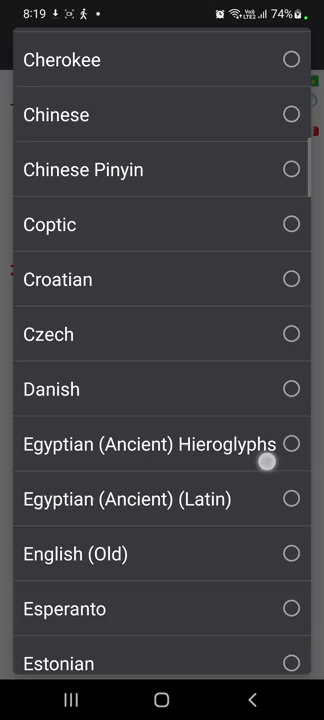 8:19
74%
Cherokee
Chinese
Chinese Pinyin
Coptic
Croatian
Czech
Danish
Egyptian (Ancient) Hieroglyphs
Egyptian (Ancient) (Latin)
English (Old)
Esperanto
Estonian